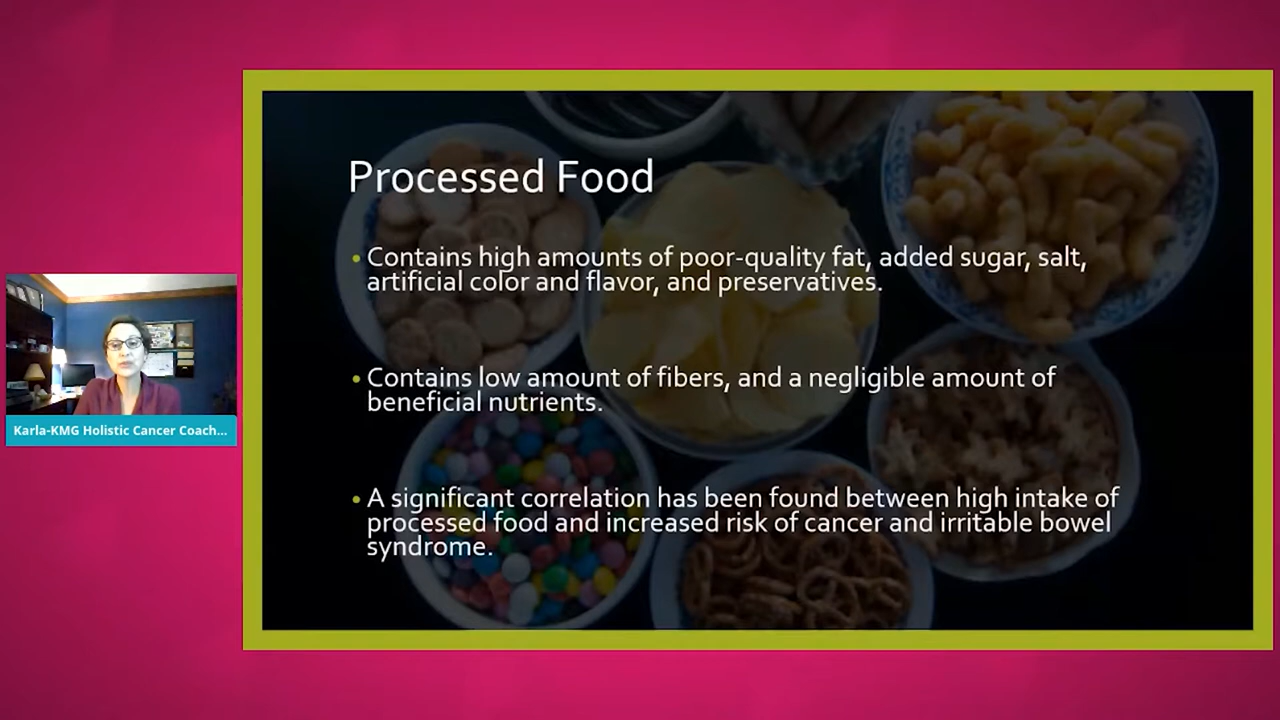 Processed Food
• Contains high amounts of poor-quality fat, added sugar, salt,
artificial color and flavor, and preservatives.
• Contains low amount of fibers, and a negligible amount of
beneficial nutrients.
• A significant correlation has been found between high intake of
processed food and increased risk of cancer and irritable bowel
syndrome.
Karla-KMG Holistic Cancer Coach...